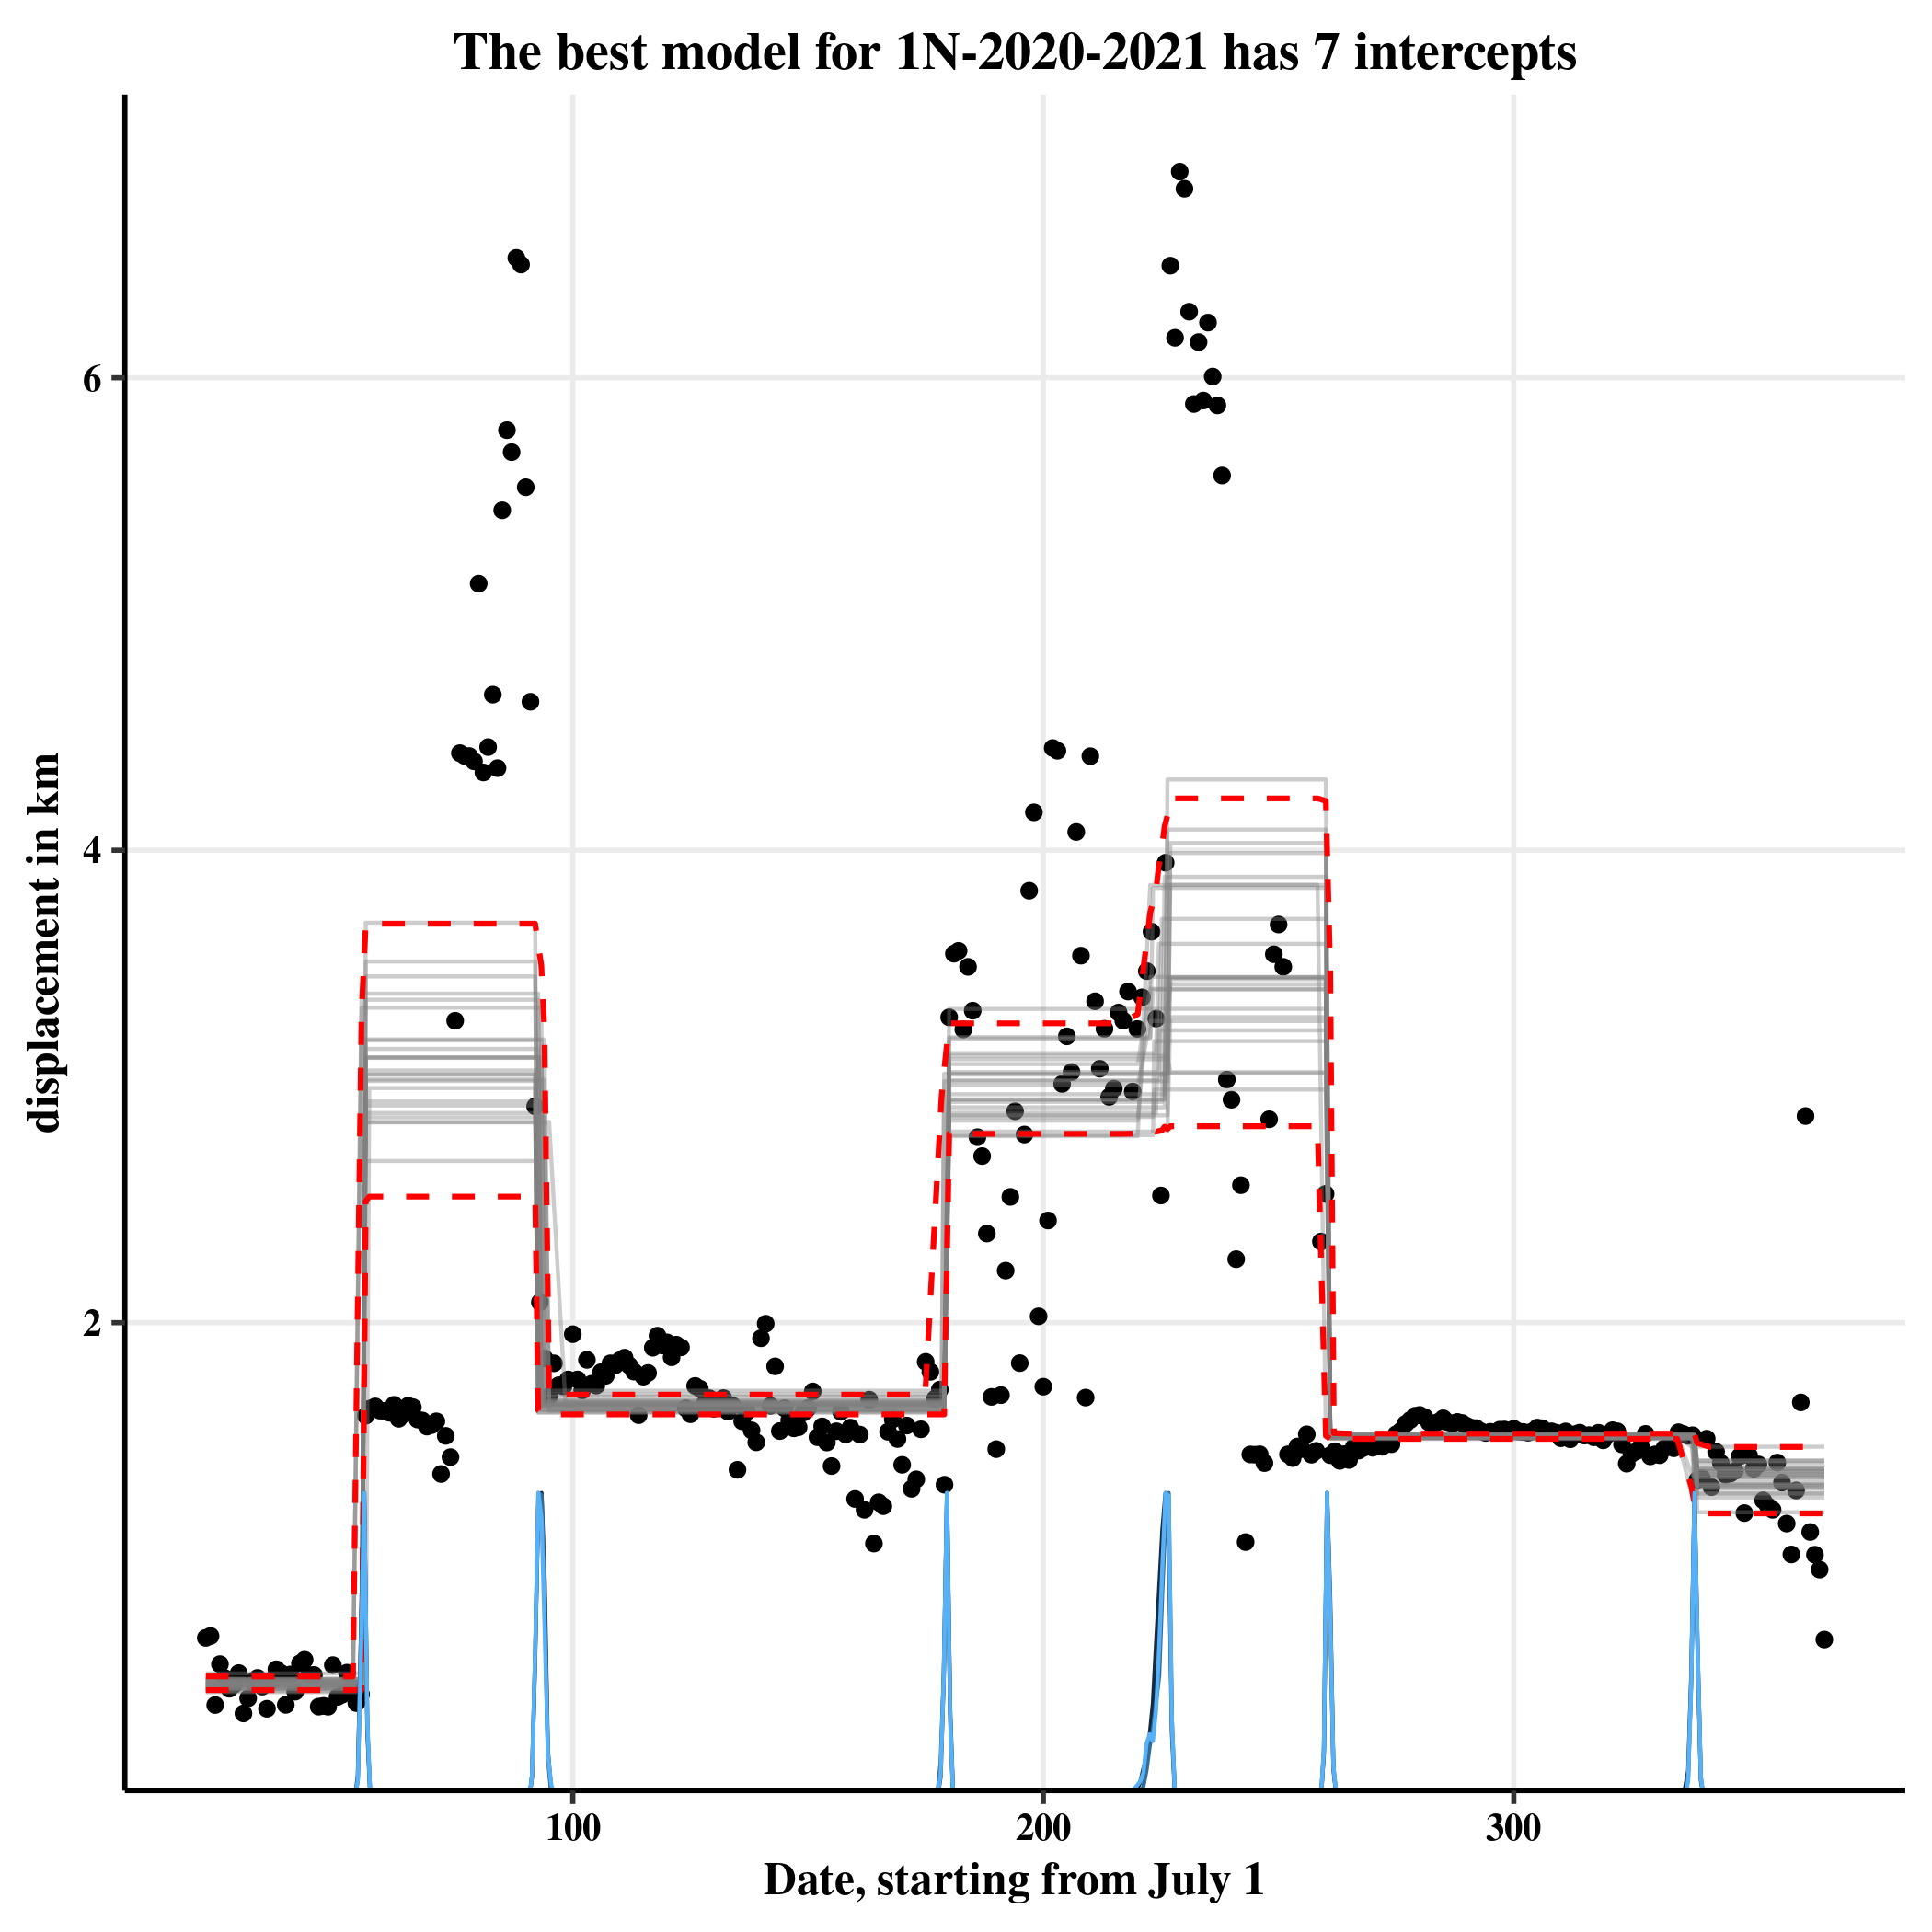 The best model for 1N-2020-2021 has 7 intercepts
displacement in km
6
4
2
100
200
300
Date, starting from July 1